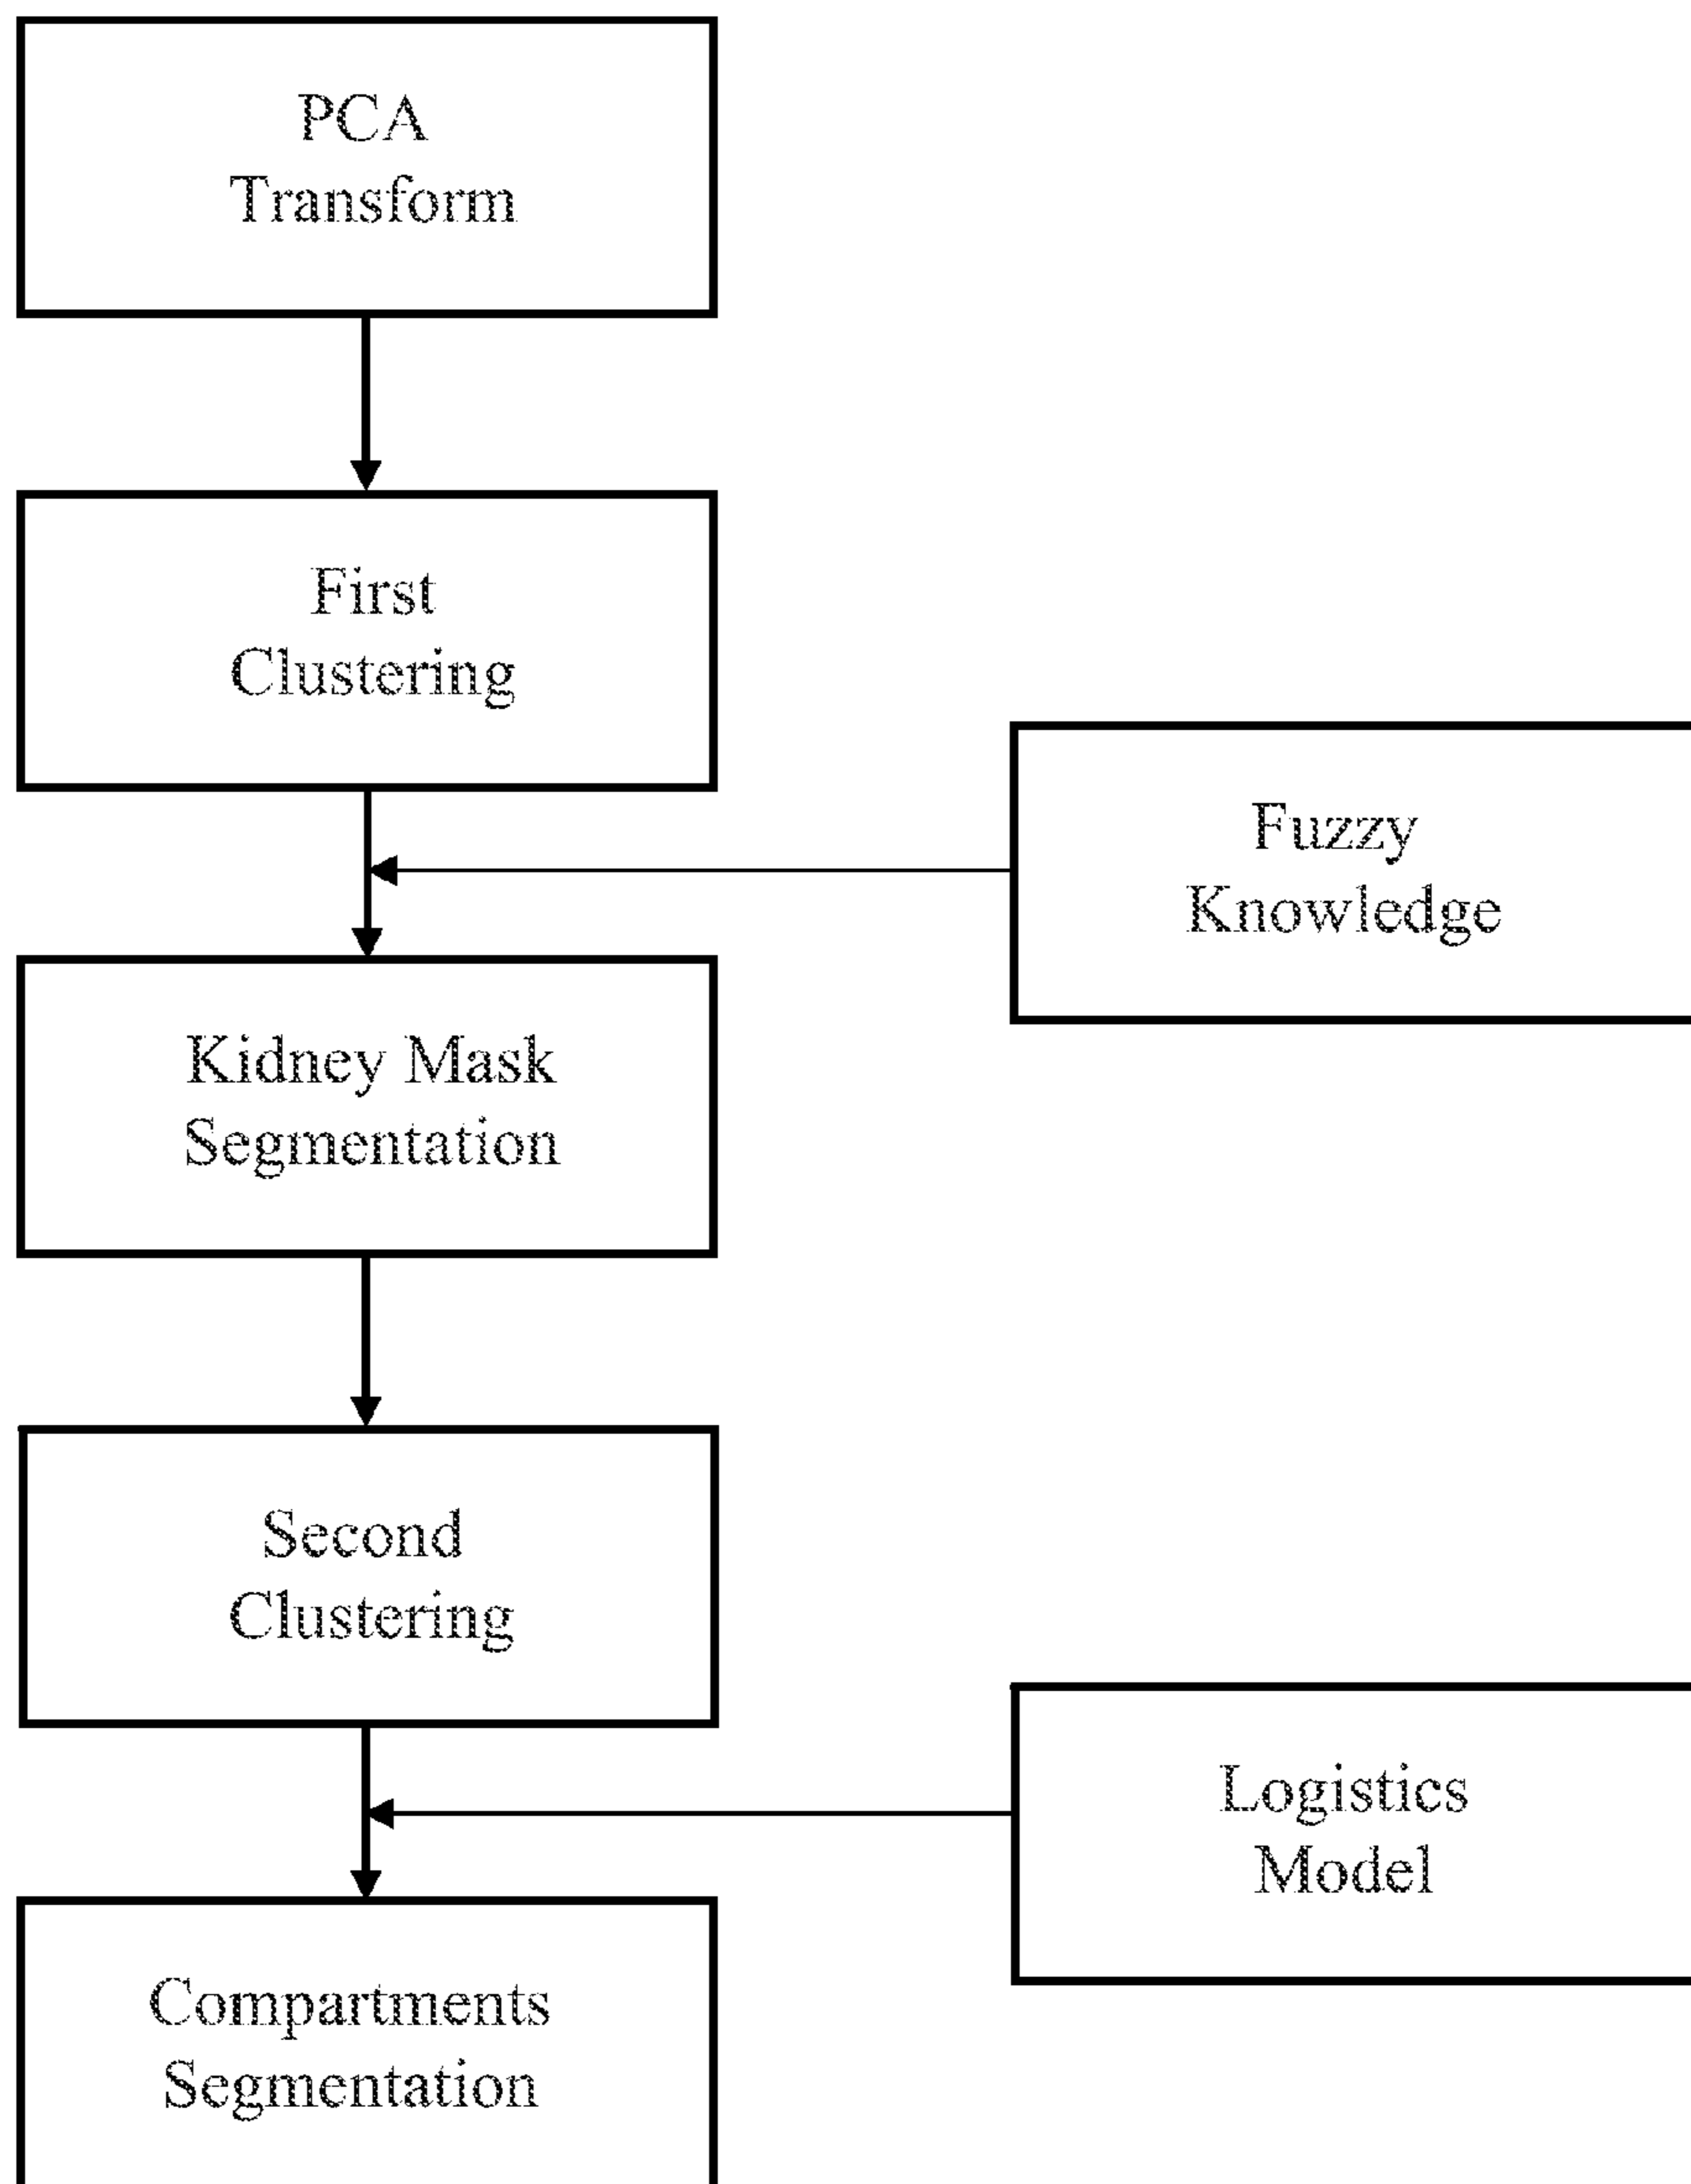 PCA
Transform
First
Clustering
Fuzzy
Knowledge
Kidney Mask
Segmentation
Second
Clustering
Logistics
Model
Compartments
Segmentation